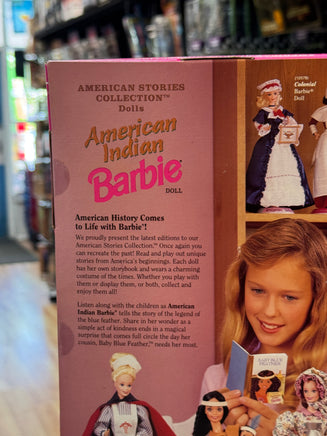 AMERICAN STORIES
COLLECTION™
Dolls
American
Indian
Barbie®
DOLL
American History Comes
to Life with Barbie®!
We proudly present the latest editions to our
American Stories Collection.™ Once again you
can recreate the past! Read and play out unique
stories from America's beginnings. Each doll
has her own storybook and wears a charming
costume of the times. Whether you play with
them or display them, or both, collect and
enjoy them all!
Listen along with the children as American
Indian Barbie® tells the story of the legend of
the blue feather. Share in her wonder as a
simple act of kindness ends in a magical
surprise that comes full circle the day her
cousin, Baby Blue Feather,™ needs her most.
Colonial
Barbie®
Doll
BABY BLUE
FEATHER